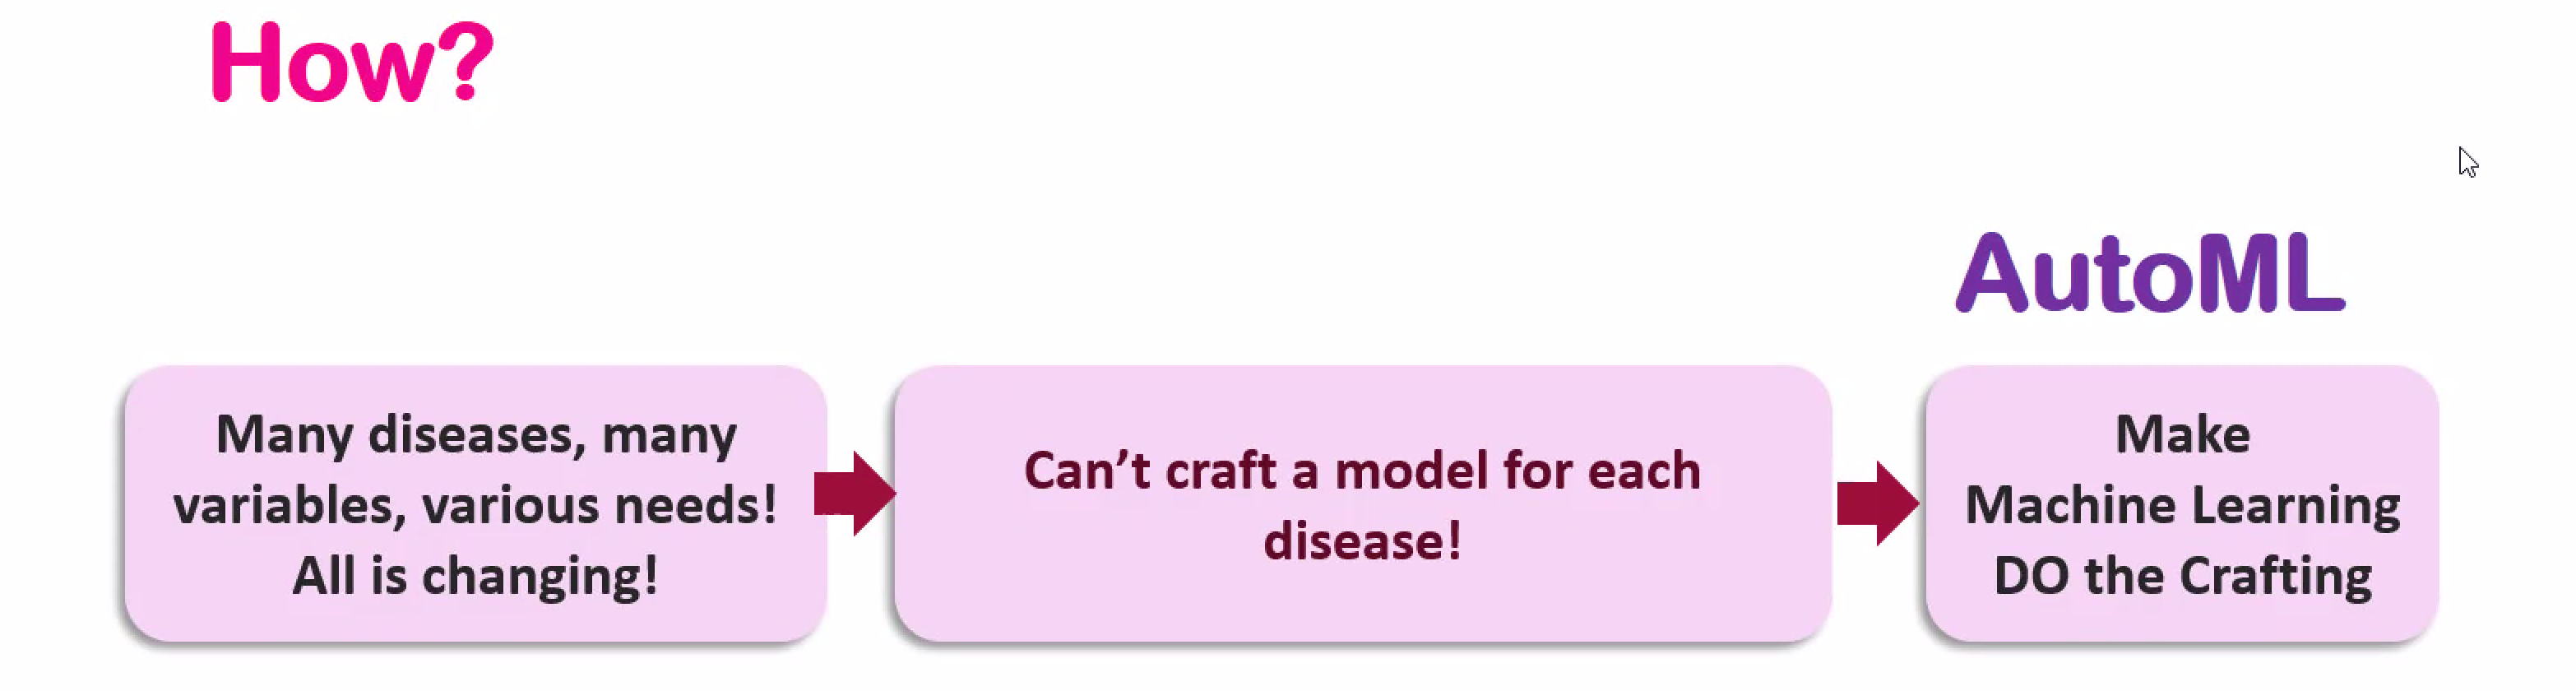 How?
AutoML
Many diseases, many
variables, various needs!
All is changing!
Can’t craft a model for each
disease!
Make
Machine Learning
DO the Crafting